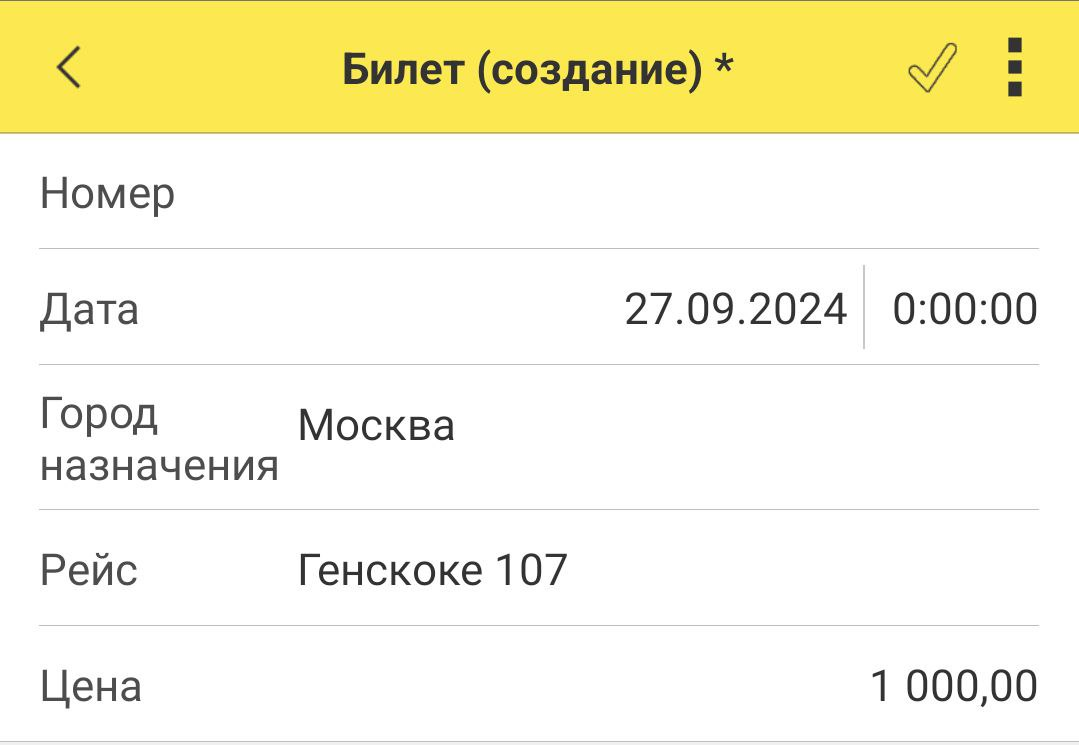 Билет (создание) *
Номер
Дата 27.09.2024 0:00:00
Город
назначения Москва
Рейс Генскоке 107
Цена 1 000,00